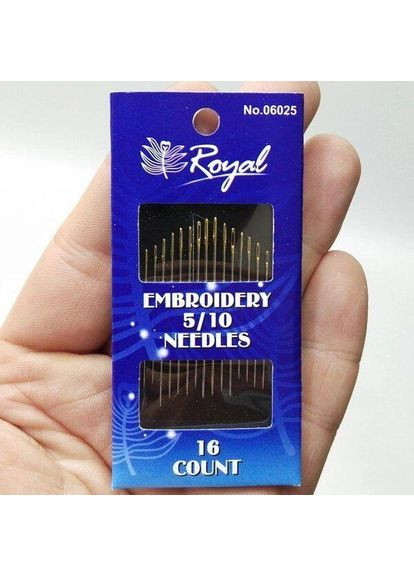 No.06025
Royal
EMBROIDERY
5/10
NEEDLES
16
COUNT